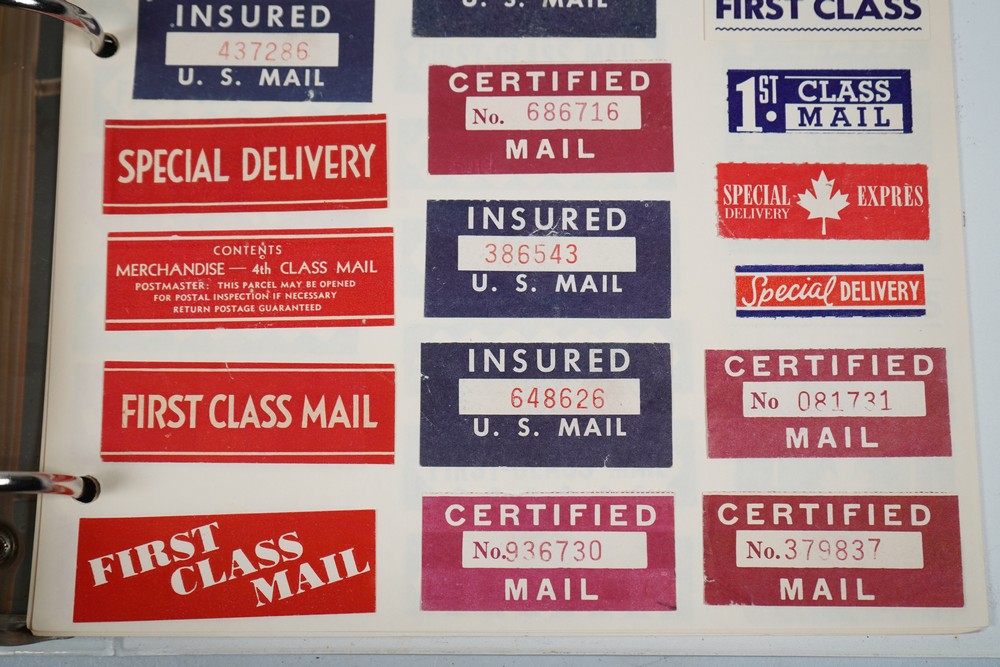 INSURED
437286
U. S. MAIL
SPECIAL DELIVERY
CONTENTS
MERCHANDISE — 4th CLASS MAIL
POSTMASTER: THIS PARCEL MAY BE OPENED
FOR POSTAL INSPECTION IF NECESSARY
RETURN POSTAGE GUARANTEED
FIRST CLASS MAIL
FIRST
CLASS
MAIL
U. S. MAIL
CERTIFIED
No. 686716
MAIL
INSURED
386543
U. S. MAIL
INSURED
648626
U. S. MAIL
CERTIFIED
No.936730
MAIL
FIRST CLASS
1ST CLASS
MAIL
SPECIAL EXPRÈS
DELIVERY
Special DELIVERY
CERTIFIED
No 081731
MAIL
CERTIFIED
No.379837
MAIL